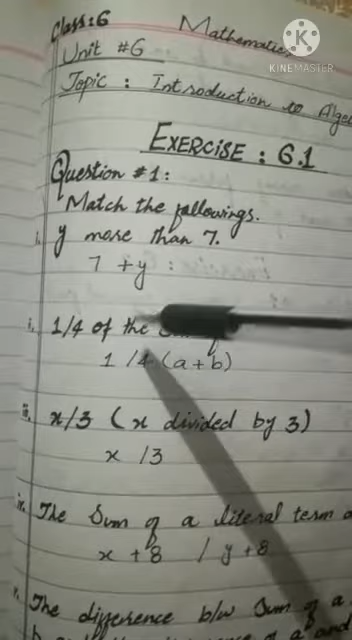 Class:6
Mathematics
KINEMASTER
Unit #6
Topic : Introduction to Alge
EXERCISE : 6.1
Question #1:
Match the followings.
i. y more than 7.
7 + y :
1/4 of the
1/4 (a+b)
iii. x/3 (x divided by 3)
x /3
iv. The Sum of a literal term
x + 8 / y + 8
v. The difference b/w Sum of a